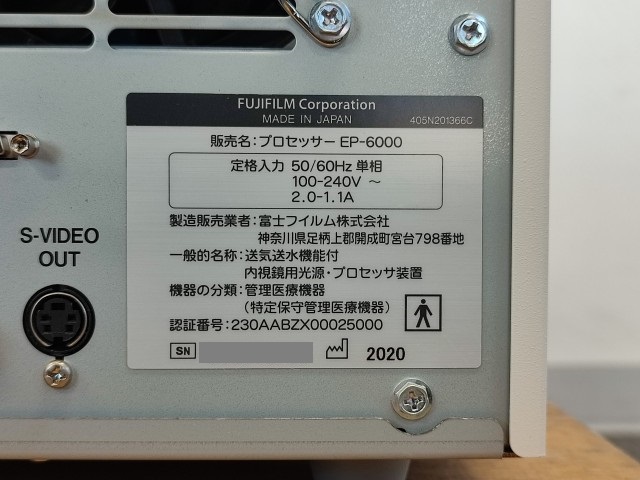 FUJIFILM Corporation
MADE IN JAPAN
405N201366C
販売名:プロセッサー EP-6000
定格入力 50/60Hz 単相
100-240V ~
2.0-1.1A
製造販売業者:富士フイルム株式会社
神奈川県足柄上郡開成町宮台798番地
一般的名称:送気送水機能付
内視鏡用光源・プロセッサ装置
機器の分類:管理医療機器
(特定保守管理医療機器)
認証番号:230AABZX00025000
SN
2020
S-VIDEO
OUT